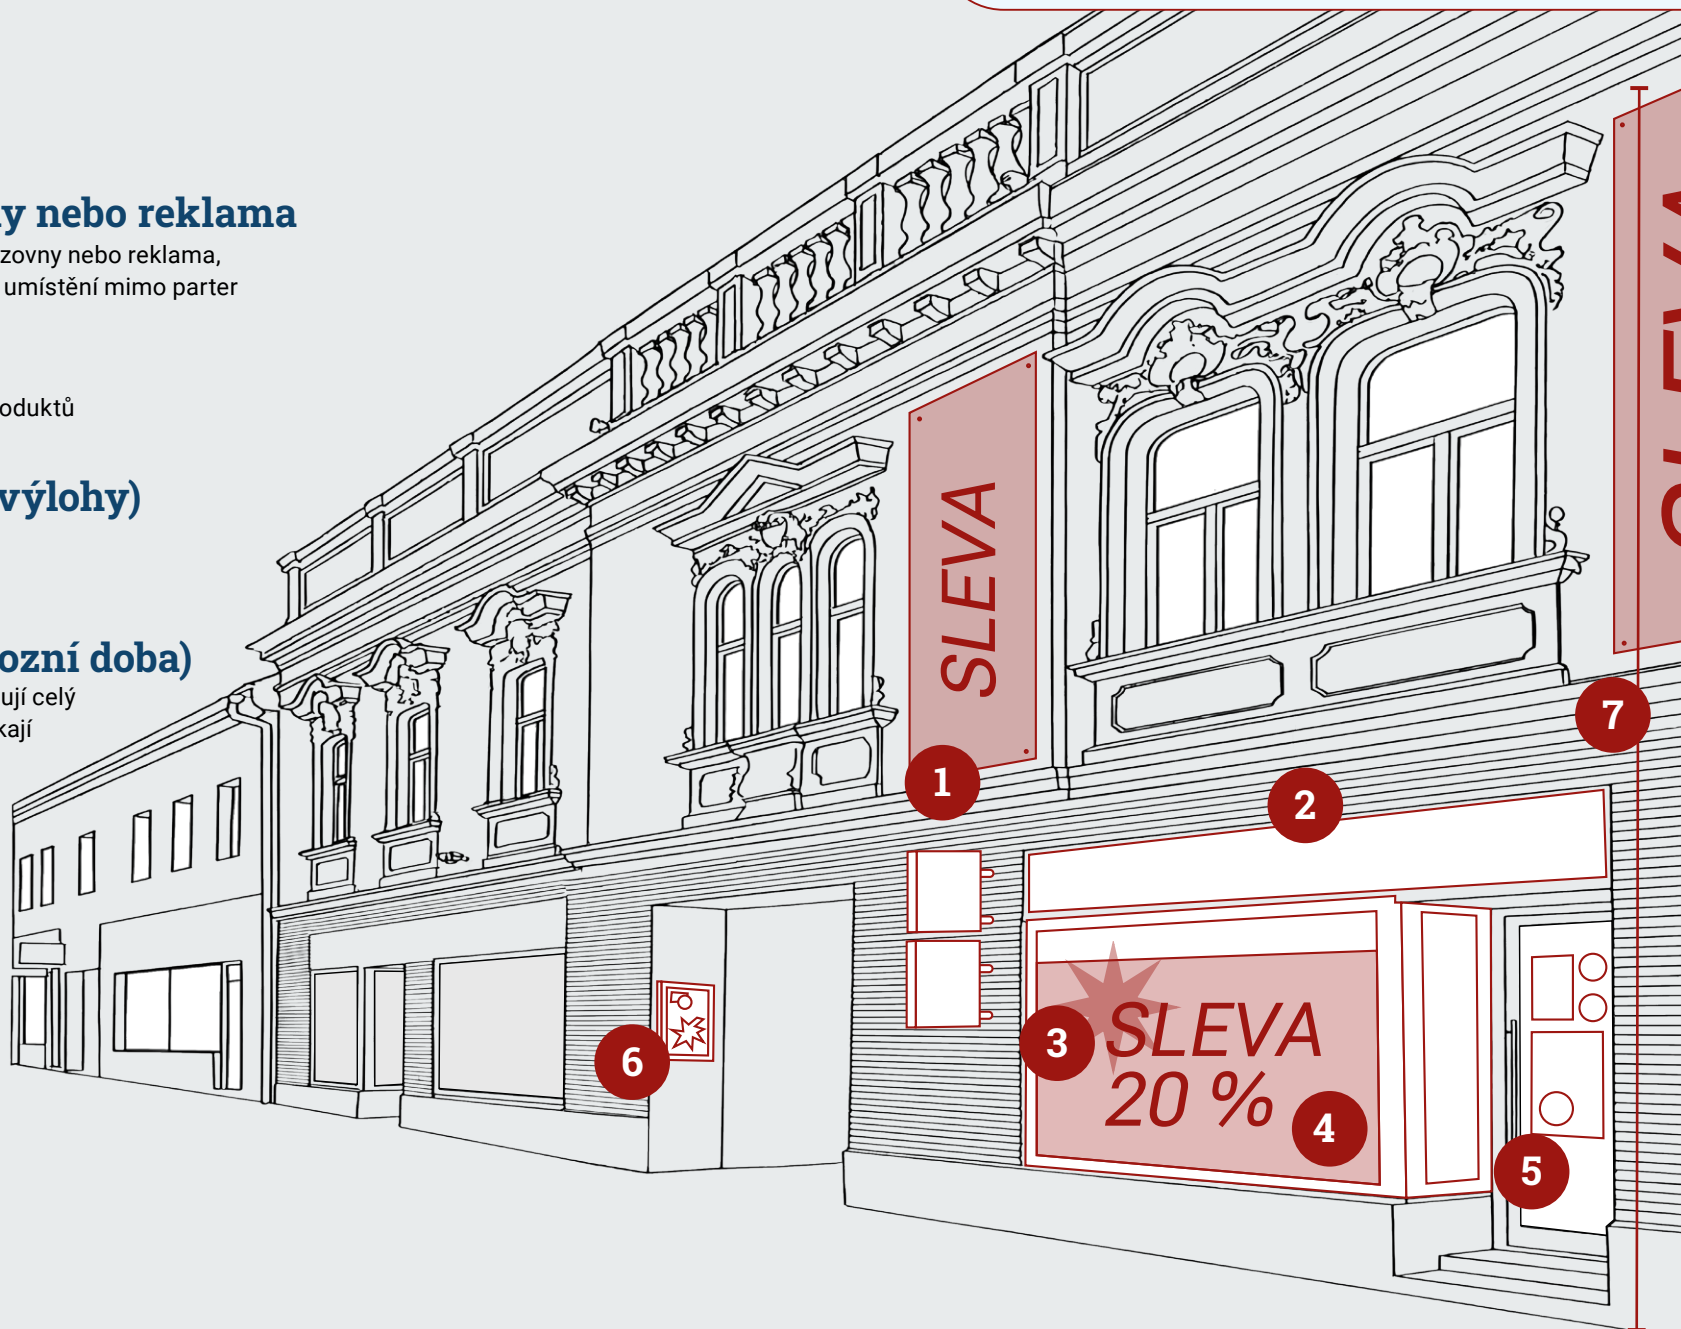 y nebo reklama
zovny nebo reklama,
umístění mimo parter
oduktů
výlohy)
ozní doba)
ují celý
kají
SLEVA
SLEVA
7
1
2
3
SLEVA
20 %
4
5
6